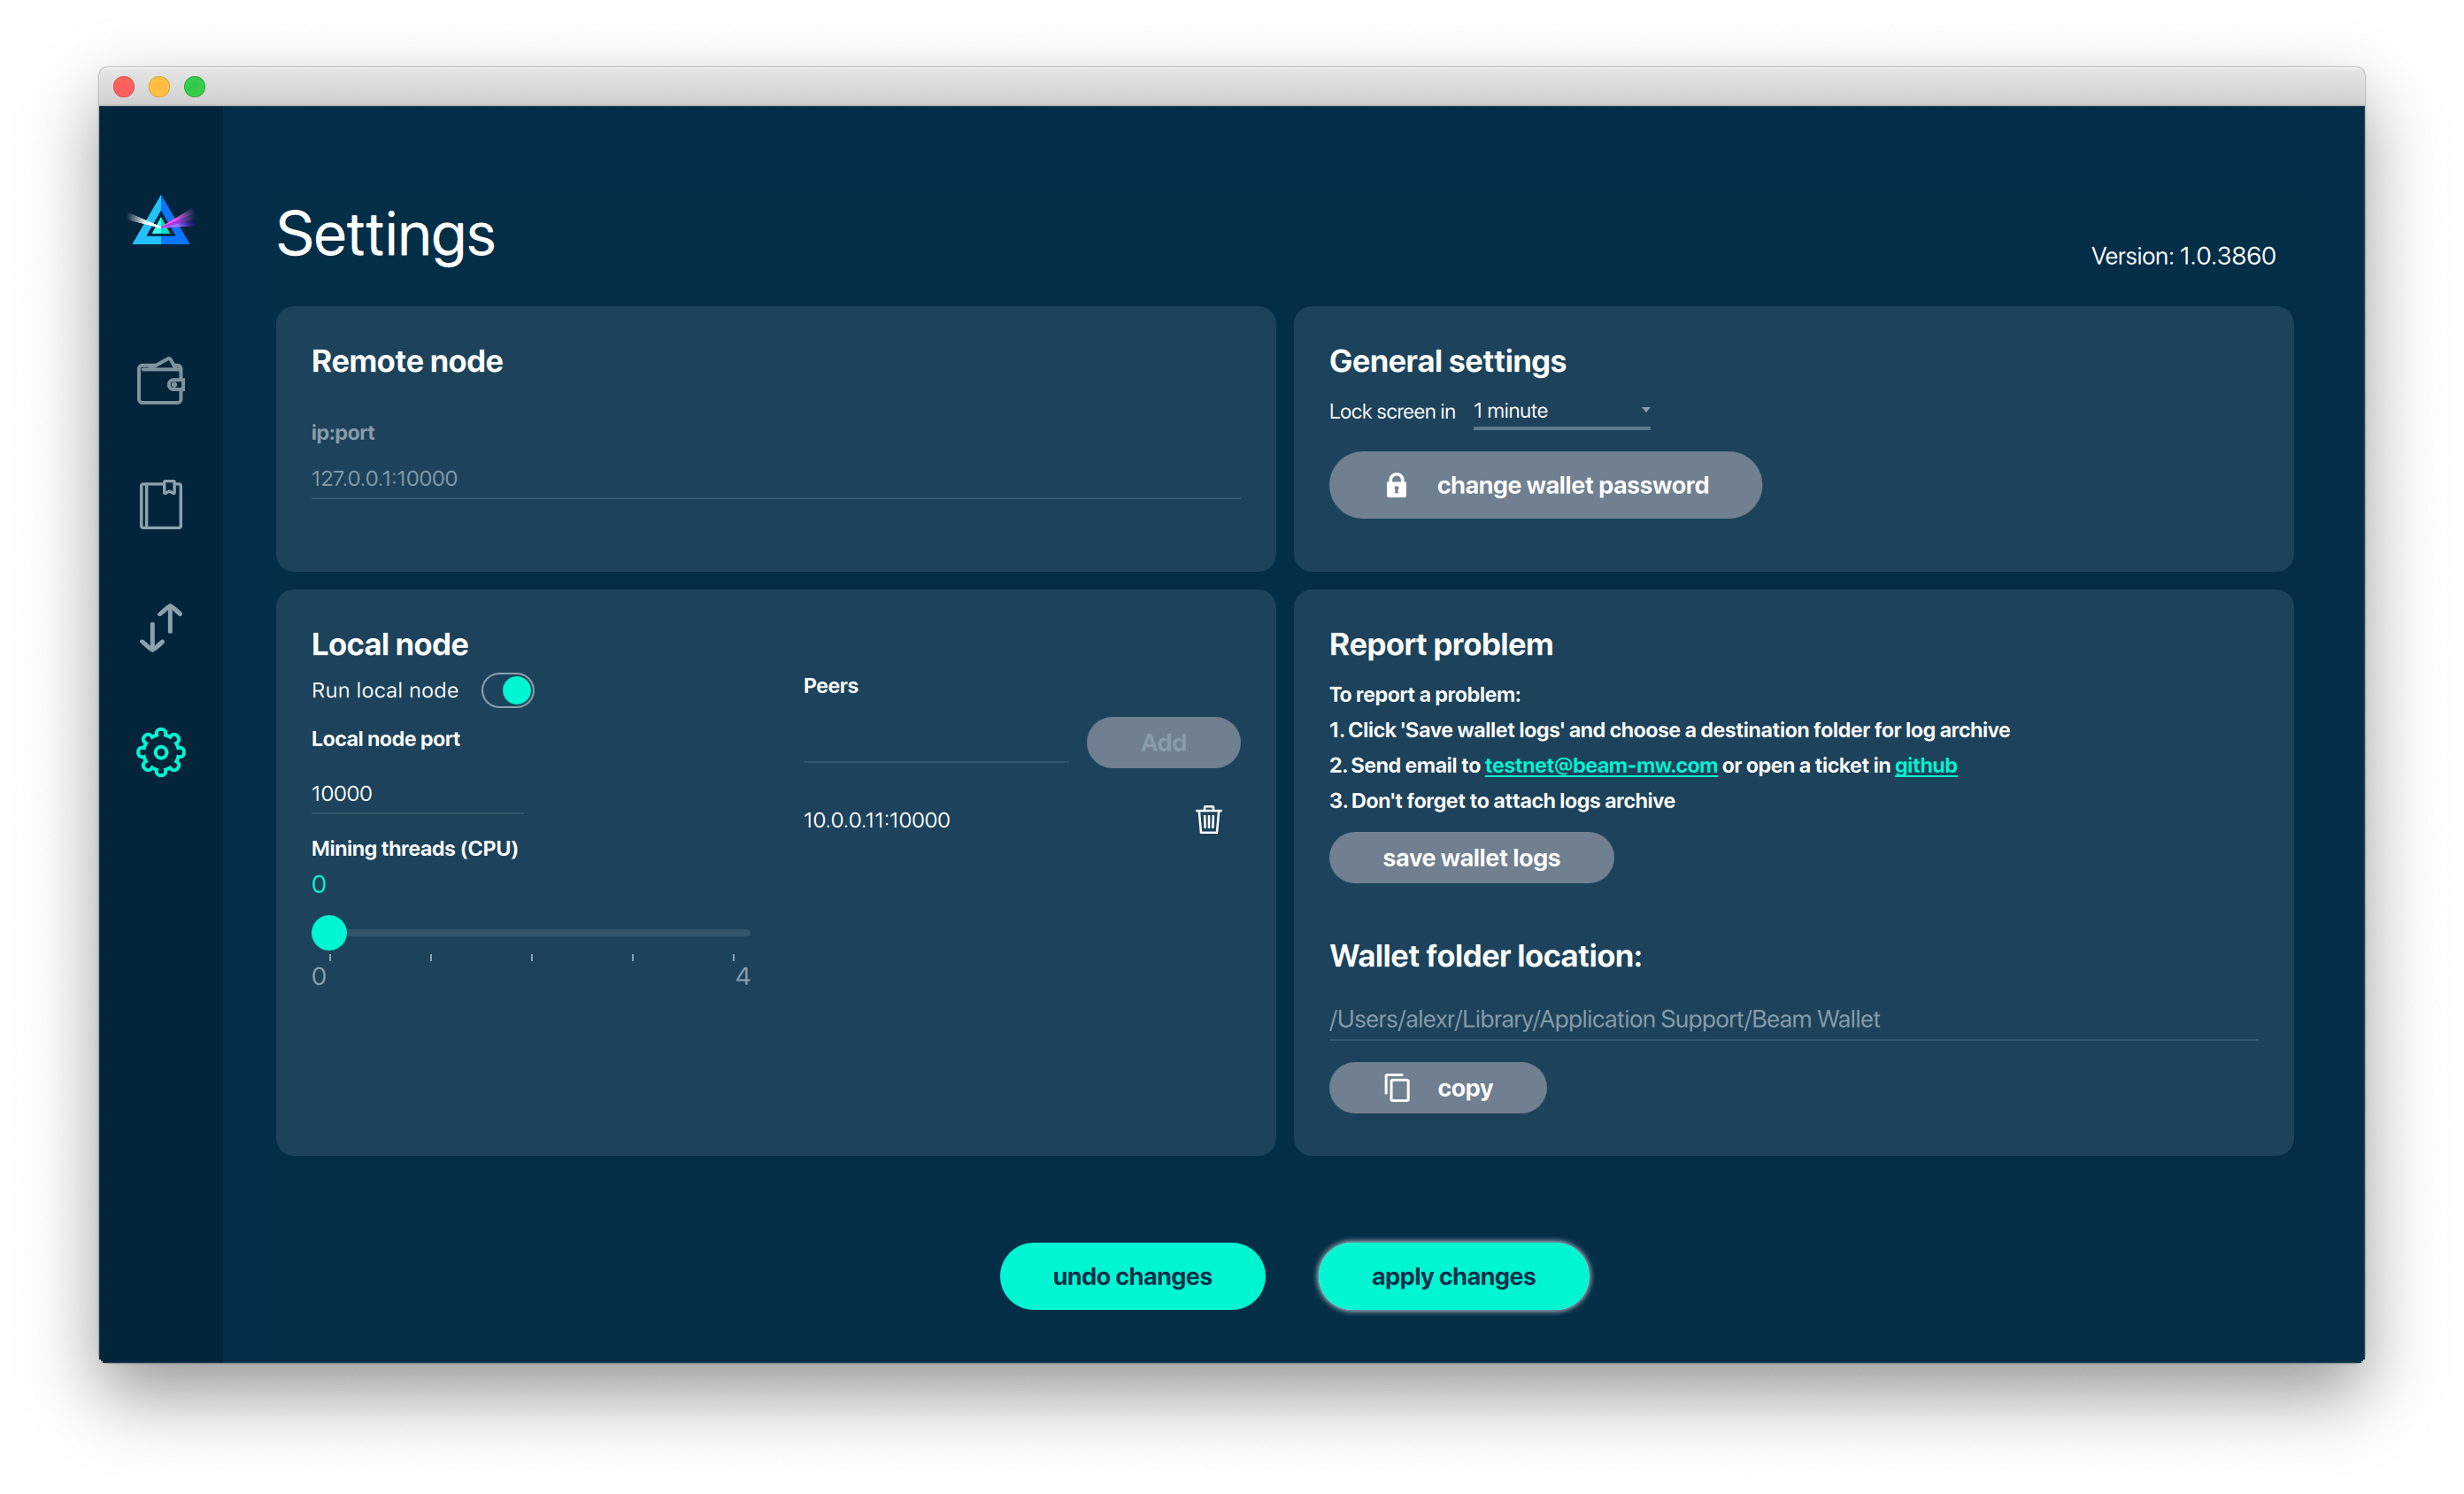 Settings
Version: 1.0.3860
Remote node
ip:port
127.0.0.1:10000
General settings
Lock screen in 1 minute
change wallet password
Local node
Run local node
Local node port
10000
Mining threads (CPU)
0
0 4
Peers
Add
10.0.0.11:10000
Report problem
To report a problem:
1. Click 'Save wallet logs' and choose a destination folder for log archive
2. Send email to testnet@beam-mw.com or open a ticket in github
3. Don't forget to attach logs archive
save wallet logs
Wallet folder location:
/Users/alexr/Library/Application Support/Beam Wallet
copy
undo changes
apply changes